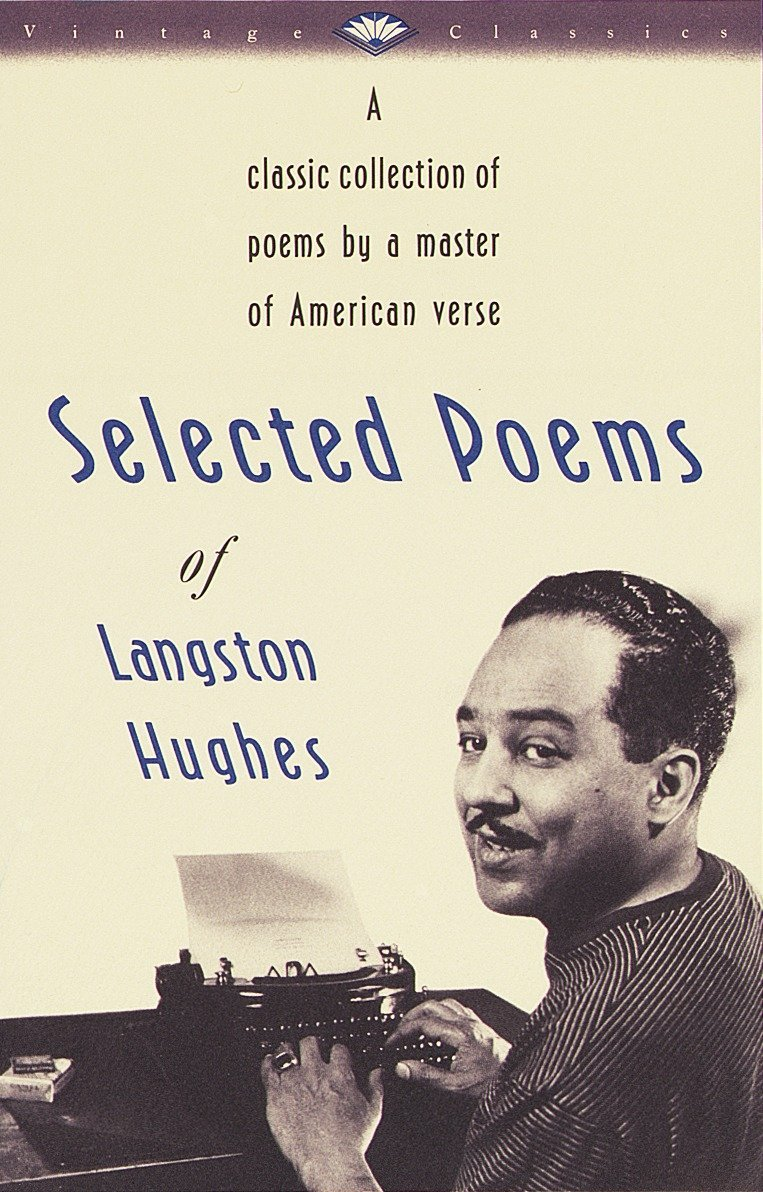 Vintage Classics
A
classic collection of
poems by a master
of American verse
Selected Poems
of
Langston
Hughes